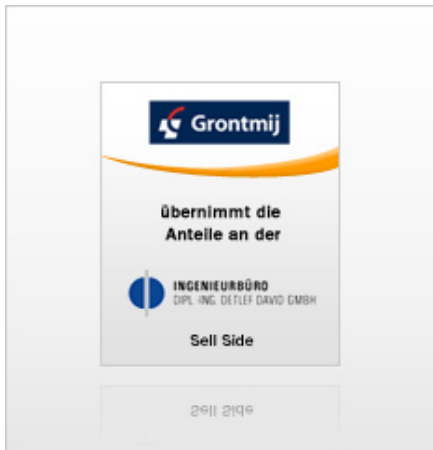 Grontmij
übernimmt die
Anteile an der
INGENIEURBÜRO
DIPL.-ING. DETLEF DAVID GMBH
Sell Side